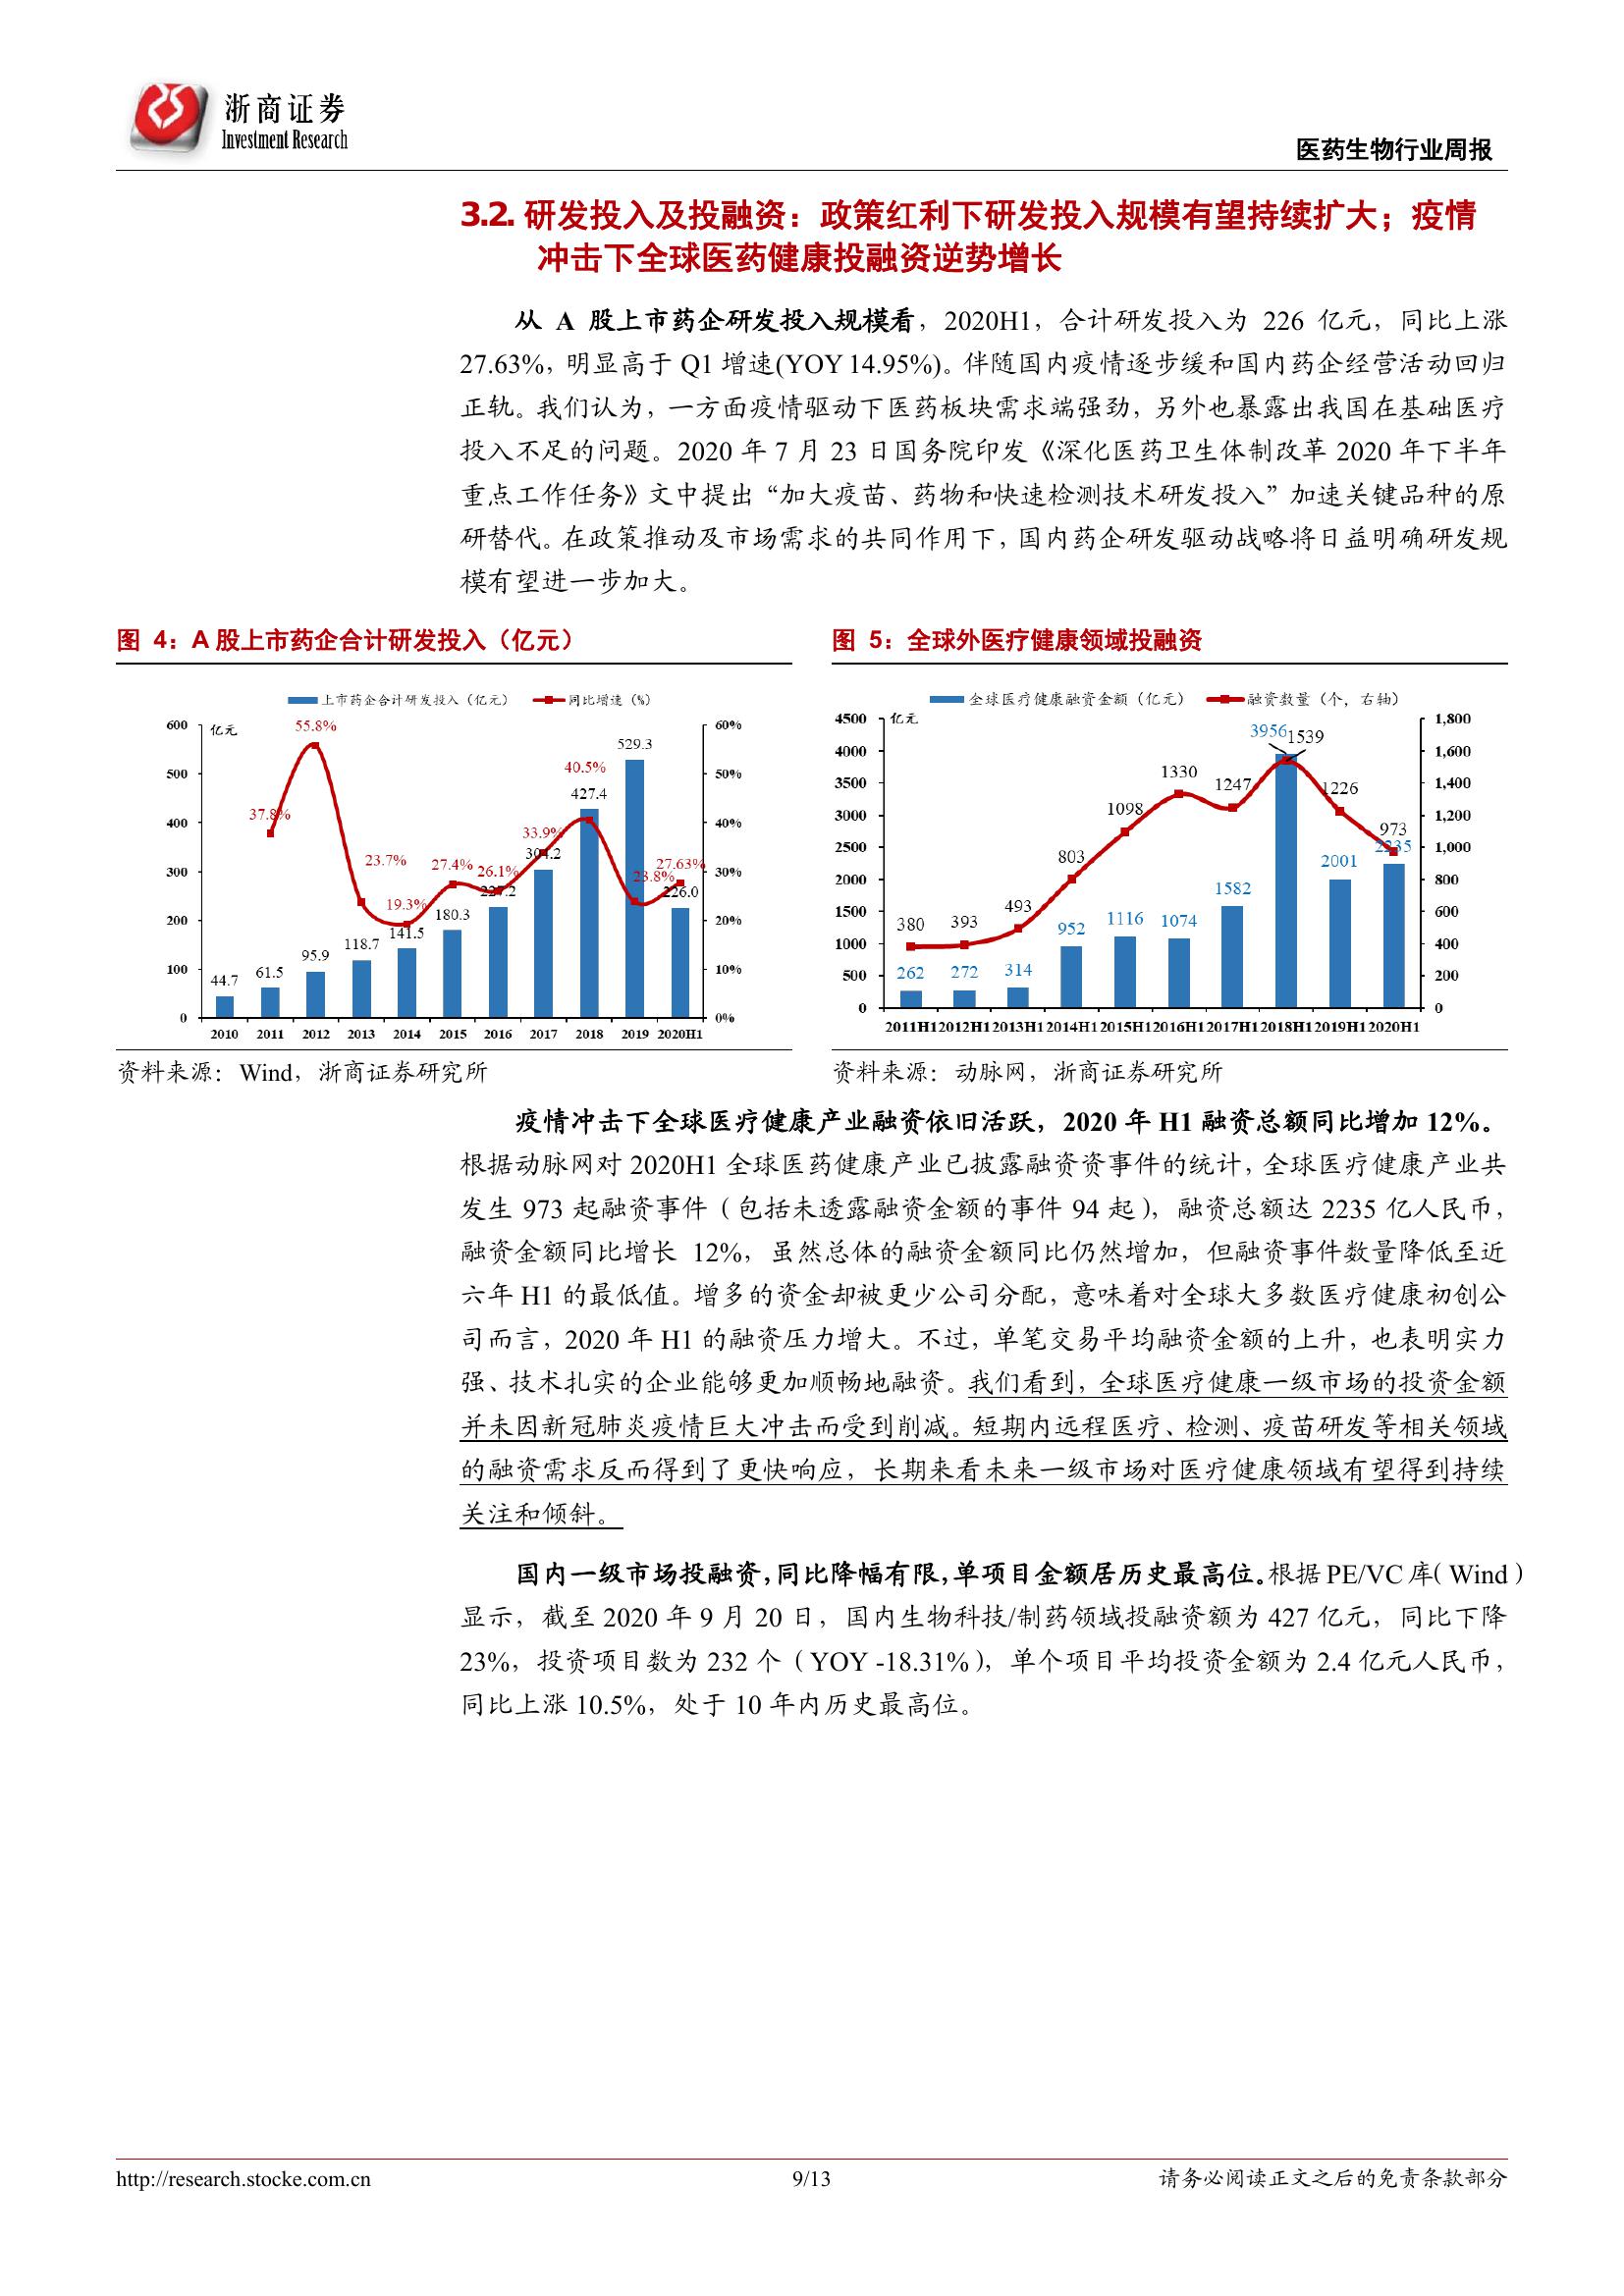 浙商证券
Investment Research
医药生物行业周报
3.2. 研发投入及投融资：政策红利下研发投入规模有望持续扩大；疫情
冲击下全球医药健康投融资逆势增长
从 A 股上市药企研发投入规模看，2020H1，合计研发投入为 226 亿元，同比上涨
27.63%，明显高于 Q1 增速(YOY 14.95%)。伴随国内疫情逐步缓和国内药企经营活动回归
正轨。我们认为，一方面疫情驱动下医药板块需求端强劲，另外也暴露出我国在基础医疗
投入不足的问题。2020 年 7 月 23 日国务院印发《深化医药卫生体制改革 2020 年下半年
重点工作任务》文中提出“加大疫苗、药物和快速检测技术研发投入”加速关键品种的原
研替代。在政策推动及市场需求的共同作用下，国内药企研发驱动战略将日益明确研发规
模有望进一步加大。
图 4：A 股上市药企合计研发投入（亿元）
上市药企合计研发投入（亿元） 同比增速（%）
亿元
600
500
400
300
200
100
0
60%
50%
40%
30%
20%
10%
0%
37.8% 55.8% 23.7% 19.3% 27.4% 26.1% 33.9% 40.5% 23.8% 27.63%
44.7 61.5 95.9 118.7 141.5 180.3 227.2 304.2 427.4 529.3 226.0
2010 2011 2012 2013 2014 2015 2016 2017 2018 2019 2020H1
资料来源：Wind，浙商证券研究所
图 5：全球外医疗健康领域投融资
全球医疗健康融资金额（亿元） 融资数量（个，右轴）
亿元
4500
4000
3500
3000
2500
2000
1500
1000
500
0
1,800
1,600
1,400
1,200
1,000
800
600
400
200
0
380 393 493 803 1098 1330 1247 1539 1226 973
262 272 314 952 1116 1074 1582 3956 2001 2235
2011H1 2012H1 2013H1 2014H1 2015H1 2016H1 2017H1 2018H1 2019H1 2020H1
资料来源：动脉网，浙商证券研究所
疫情冲击下全球医疗健康产业融资依旧活跃，2020 年 H1 融资总额同比增加 12%。
根据动脉网对 2020H1 全球医药健康产业已披露融资资事件的统计，全球医疗健康产业共
发生 973 起融资事件（包括未透露融资金额的事件 94 起），融资总额达 2235 亿人民币，
融资金额同比增长 12%，虽然总体的融资金额同比仍然增加，但融资事件数量降低至近
六年 H1 的最低值。增多的资金却被更少公司分配，意味着对全球大多数医疗健康初创公
司而言，2020 年 H1 的融资压力增大。不过，单笔交易平均融资金额的上升，也表明实力
强、技术扎实的企业能够更加顺畅地融资。我们看到，全球医疗健康一级市场的投资金额
并未因新冠肺炎疫情巨大冲击而受到削减。短期内远程医疗、检测、疫苗研发等相关领域
的融资需求反而得到了更快响应，长期来看未来一级市场对医疗健康领域有望得到持续
关注和倾斜。
国内一级市场投融资，同比降幅有限，单项目金额居历史最高位。根据 PE/VC 库（Wind）
显示，截至 2020 年 9 月 20 日，国内生物科技/制药领域投融资额为 427 亿元，同比下降
23%，投资项目数为 232 个（YOY -18.31%），单个项目平均投资金额为 2.4 亿元人民币，
同比上涨 10.5%，处于 10 年内历史最高位。
http://research.stocke.com.cn
9/13
请务必阅读正文之后的免责条款部分